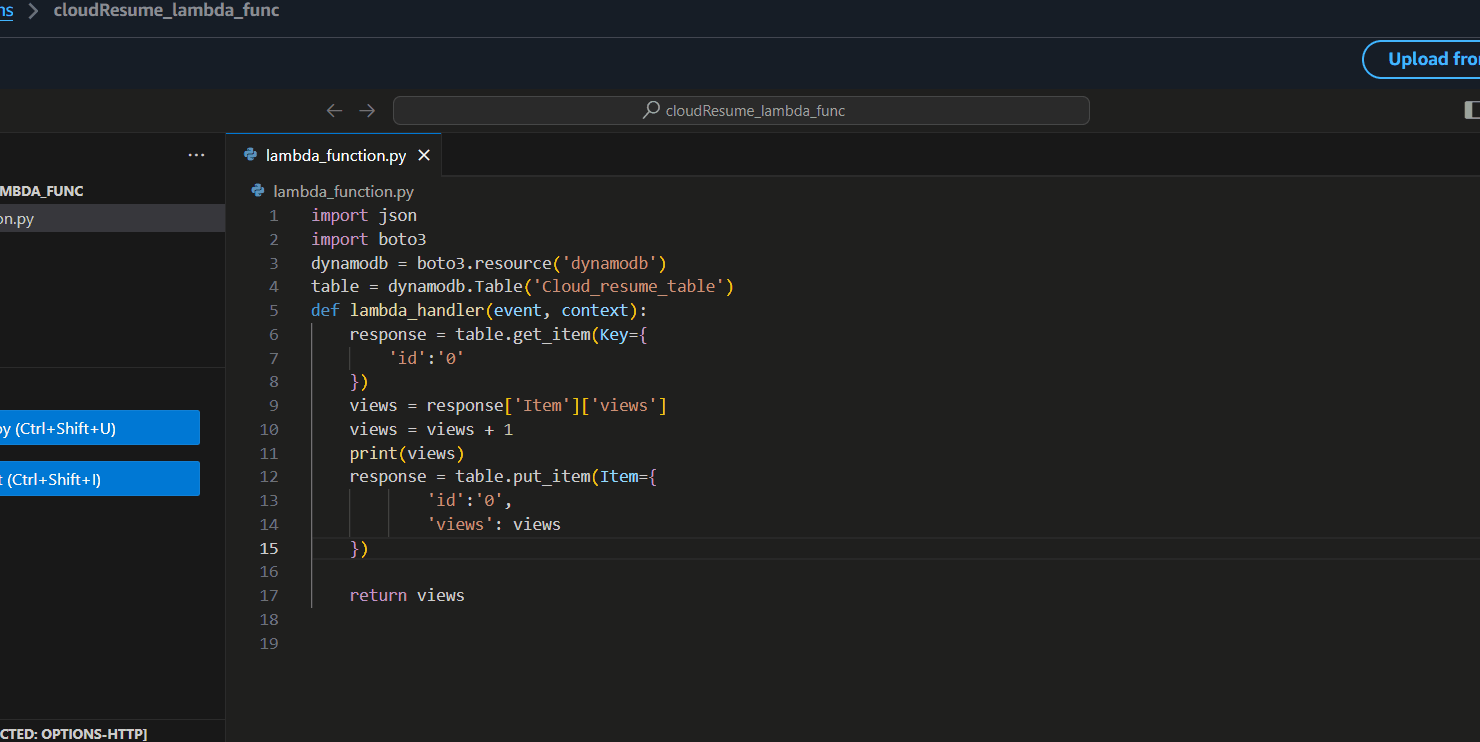 ns > cloudResume_lambda_func
Upload fro
cloudResume_lambda_func
...
lambda_function.py
MBDA_FUNC
lambda_function.py
on.py
1 import json
2 import boto3
3 dynamodb = boto3.resource('dynamodb')
4 table = dynamodb.Table('Cloud_resume_table')
5 def lambda_handler(event, context):
6     response = table.get_item(Key={
7         'id':'0'
8     })
9     views = response['Item']['views']
10     views = views + 1
11     print(views)
12     response = table.put_item(Item={
13             'id':'0',
14             'views': views
15     })
16
17     return views
18
19
oy (Ctrl+Shift+U)
t (Ctrl+Shift+I)
CTED: OPTIONS-HTTP]